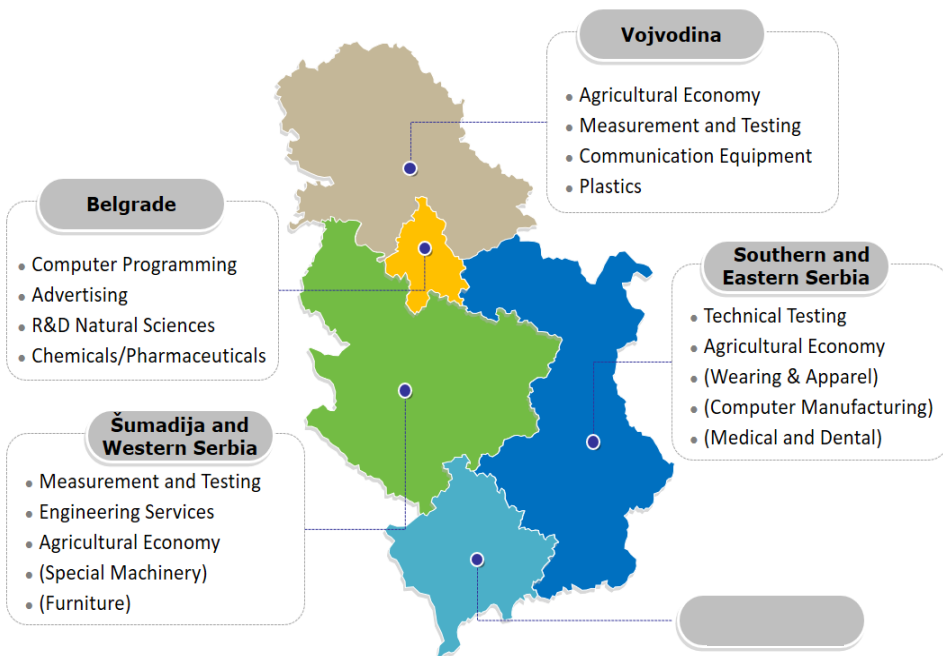 Vojvodina
• Agricultural Economy
• Measurement and Testing
• Communication Equipment
• Plastics
Belgrade
• Computer Programming
• Advertising
• R&D Natural Sciences
• Chemicals/Pharmaceuticals
Southern and
Eastern Serbia
• Technical Testing
• Agricultural Economy
• (Wearing & Apparel)
• (Computer Manufacturing)
• (Medical and Dental)
Šumadija and
Western Serbia
• Measurement and Testing
• Engineering Services
• Agricultural Economy
• (Special Machinery)
• (Furniture)